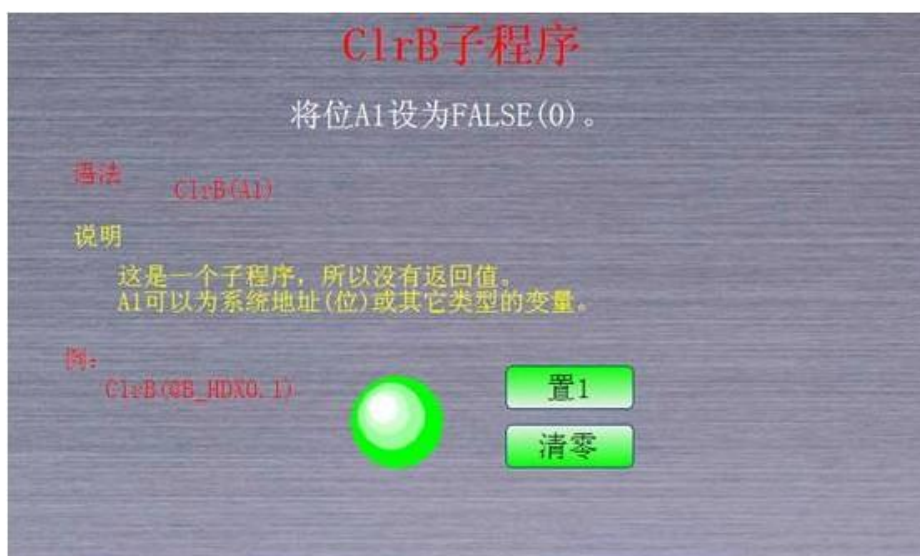 ClrB子程序
将位A1设为FALSE(0)。
语法
ClrB(A1)
说明
这是一个子程序，所以没有返回值。
A1可以为系统地址(位)或其它类型的变量。
例：
ClrB(@B_HDX0.1)
置1
清零